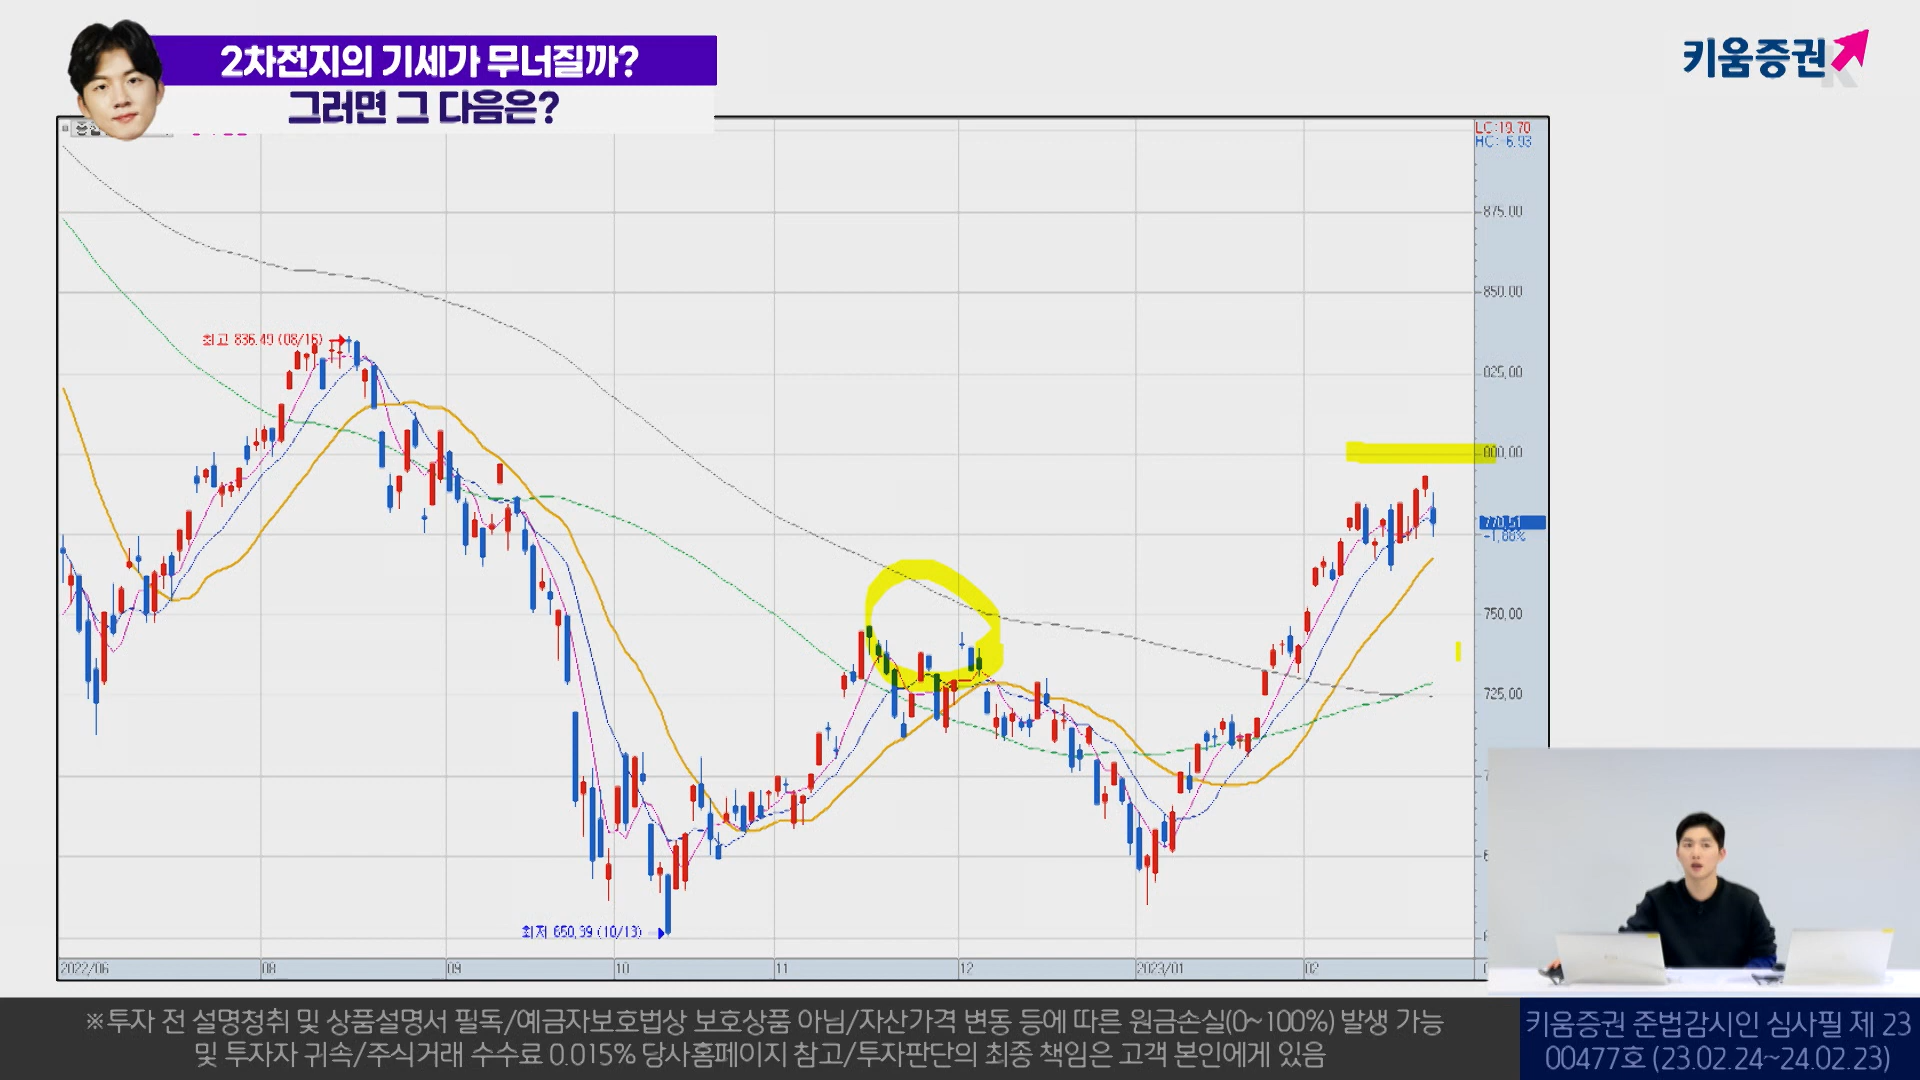 2차전지의 기세가 무너질까?
그러면 그 다음은?
키움증권
LC:19.70
HC:-6.93
875.00
850.00
최고 836.49 (08/16)
825.00
800.00
770.51
-1.88%
750.00
725.00
최저 650.39 (10/13)
2022/06 08 09 10 11 12 2023/01 02
※투자 전 설명청취 및 상품설명서 필독/예금자보호법상 보호상품 아님/자산가격 변동 등에 따른 원금손실(0~100%) 발생 가능
및 투자자 귀속/주식거래 수수료 0.015% 당사홈페이지 참고/투자판단의 최종 책임은 고객 본인에게 있음
키움증권 준법감시인 심사필 제 23
00477호 (23.02.24~24.02.23)